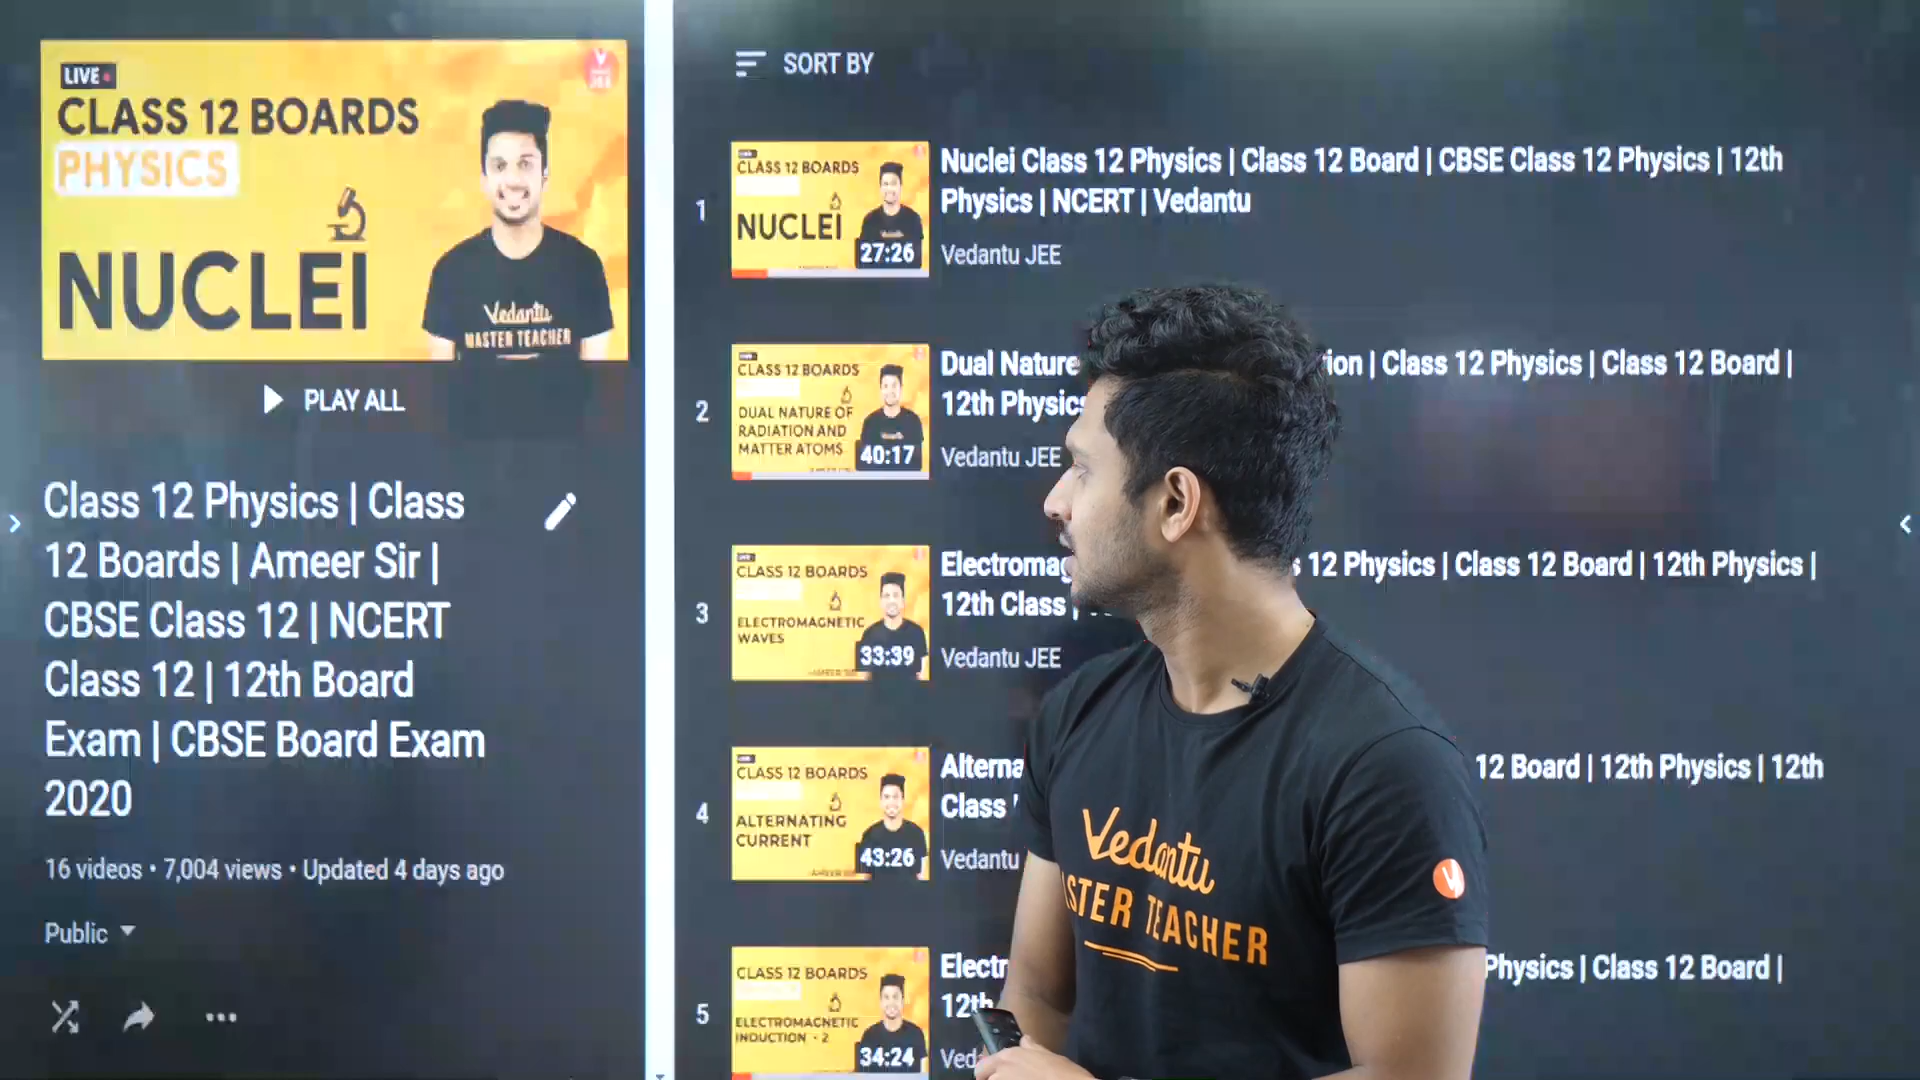 LIVE
CLASS 12 BOARDS
PHYSICS
NUCLEI
Vedantu
MASTER TEACHER
PLAY ALL
Class 12 Physics | Class
12 Boards | Ameer Sir |
CBSE Class 12 | NCERT
Class 12 | 12th Board
Exam | CBSE Board Exam
2020
16 videos • 7,004 views • Updated 4 days ago
Public
SORT BY
1
CLASS 12 BOARDS
NUCLEI
27:26
Nuclei Class 12 Physics | Class 12 Board | CBSE Class 12 Physics | 12th
Physics | NCERT | Vedantu
Vedantu JEE
2
CLASS 12 BOARDS
DUAL NATURE OF
RADIATION AND
MATTER ATOMS
40:17
Dual Nature | Class 12 Physics | Class 12 Board |
12th Physics
Vedantu JEE
3
CLASS 12 BOARDS
ELECTROMAGNETIC
WAVES
33:39
12 Physics | Class 12 Board | 12th Physics |
12th Class
Vedantu JEE
4
CLASS 12 BOARDS
ALTERNATING
CURRENT
43:26
12 Board | 12th Physics | 12th
Class
Vedantu
5
CLASS 12 BOARDS
ELECTROMAGNETIC
INDUCTION - 2
34:24
Physics | Class 12 Board |
12th
Vedantu
TEACHER